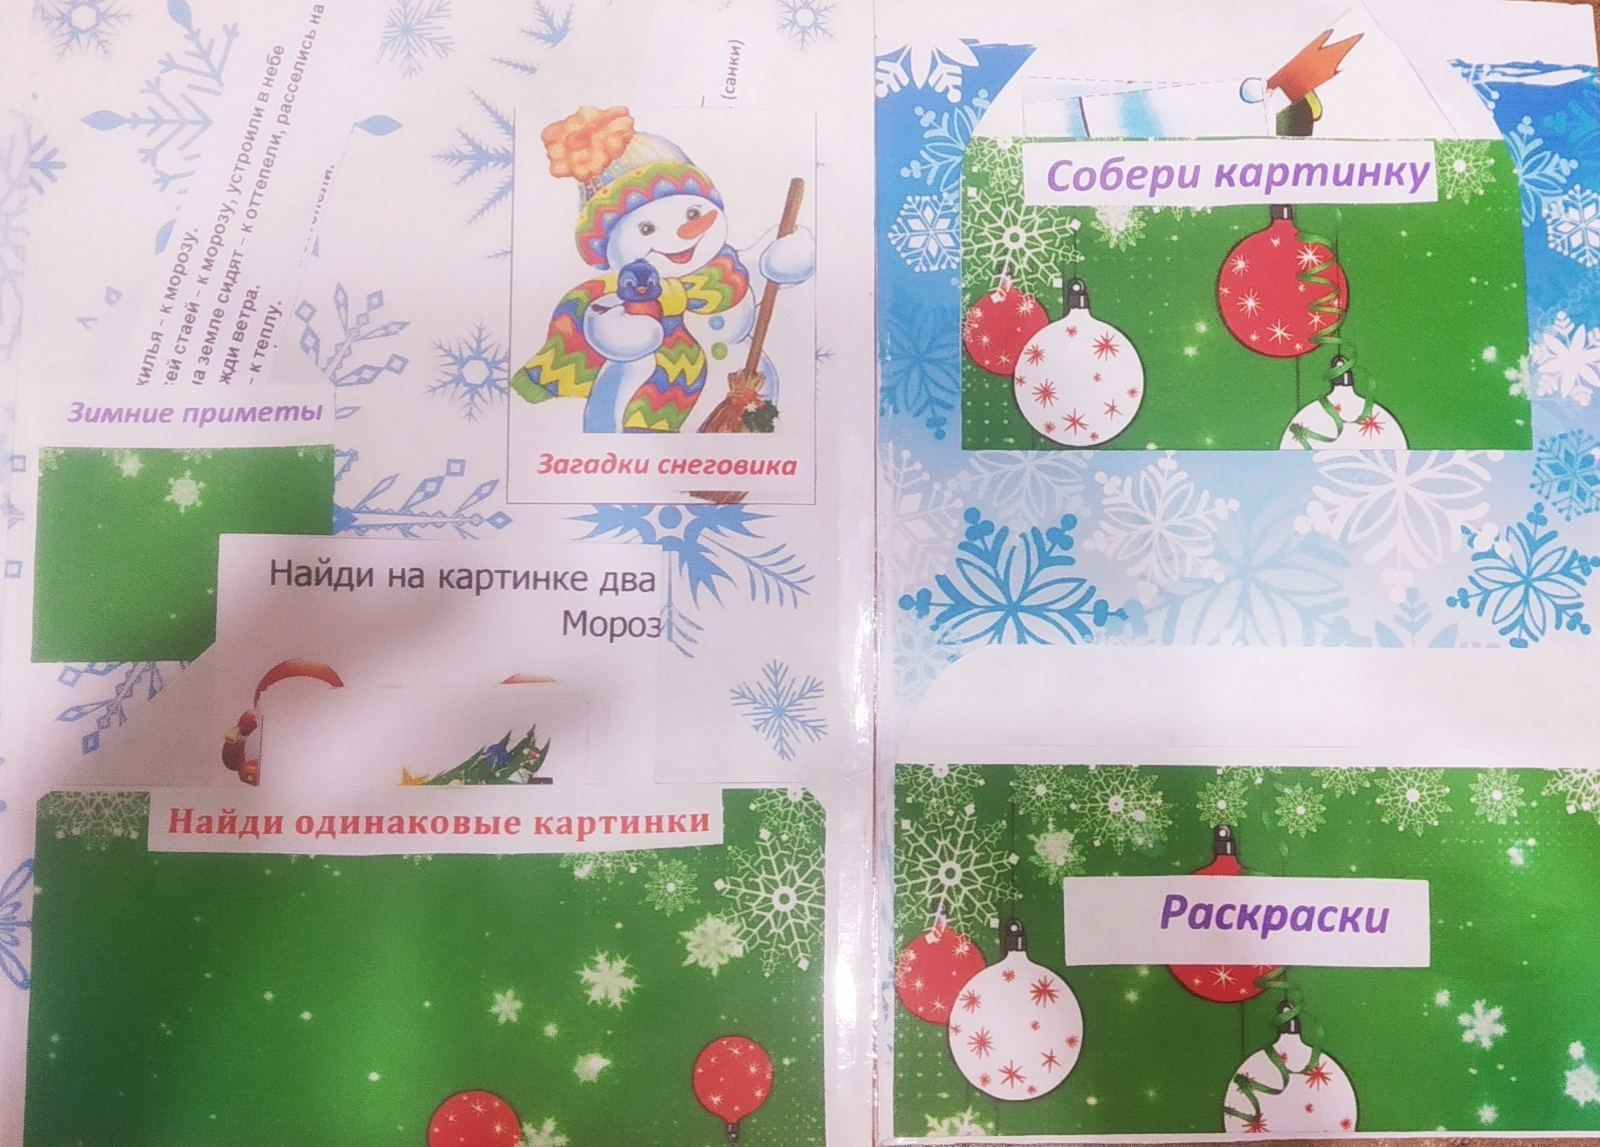 жилья – к морозу.
стаей – к морозу, устроили в небе
на земле сидят – к оттепели, расселись на
ветра.
– к теплу.
Зимние приметы
(санки)
Загадки снеговика
Найди на картинке два
Мороз
Найди одинаковые картинки
Собери картинку
Раскраски